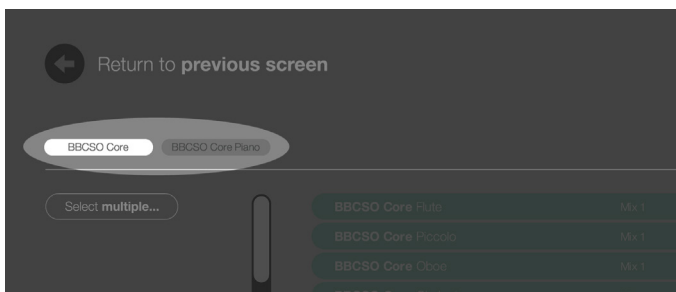 Return to previous screen
BBCSO Core BBCSO Core Piano
Select multiple...
BBCSO Core Flute Mix 1
BBCSO Core Piccolo Mix 1
BBCSO Core Oboe Mix 1